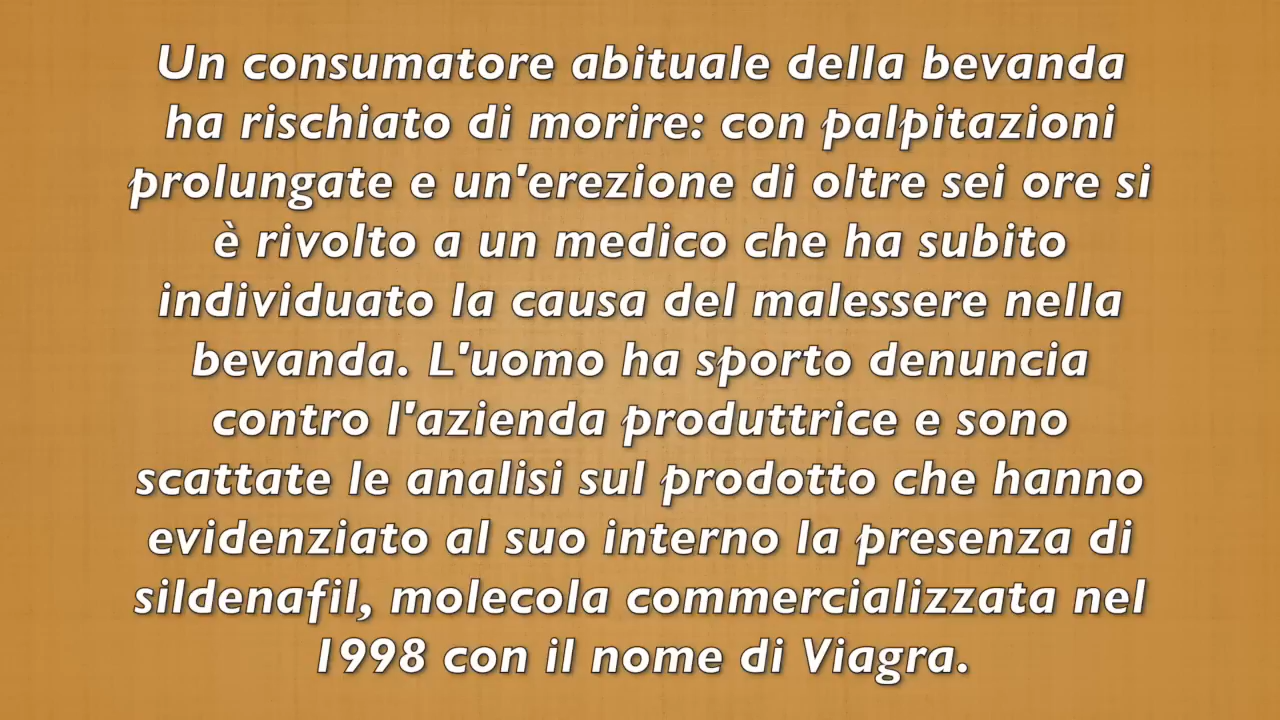 Un consumatore abituale della bevanda
ha rischiato di morire: con palpitazioni
prolungate e un'erezione di oltre sei ore si
è rivolto a un medico che ha subito
individuato la causa del malessere nella
bevanda. L'uomo ha sporto denuncia
contro l'azienda produttrice e sono
scattate le analisi sul prodotto che hanno
evidenziato al suo interno la presenza di
sildenafil, molecola commercializzata nel
1998 con il nome di Viagra.